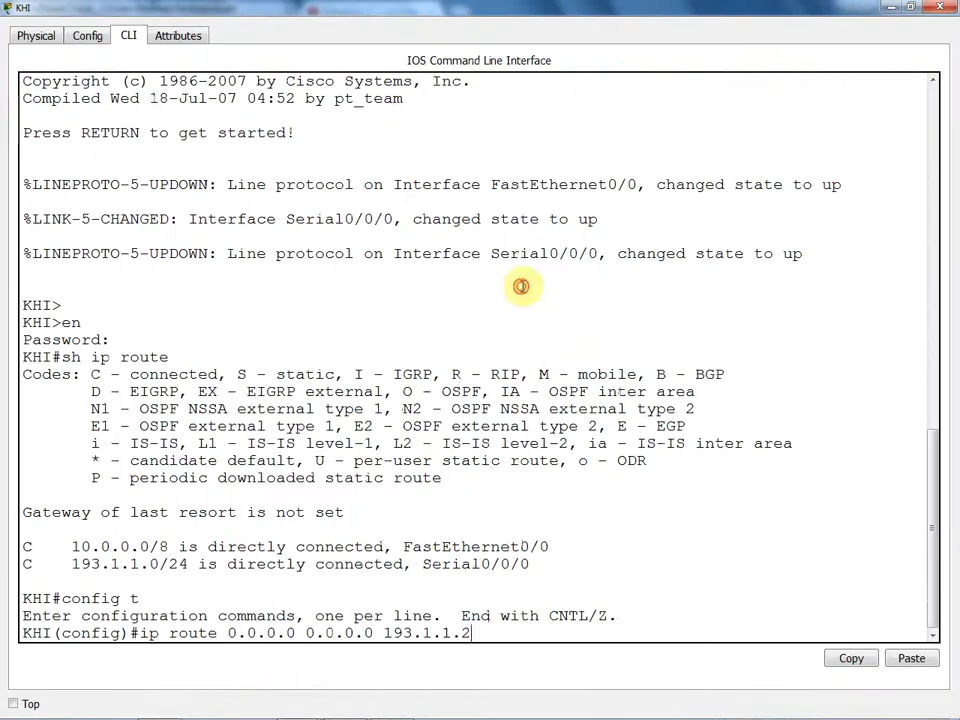 KHI
Physical
Config
CLI
Attributes
IOS Command Line Interface
Copyright (c) 1986-2007 by Cisco Systems, Inc.
Compiled Wed 18-Jul-07 04:52 by pt_team
Press RETURN to get started!
%LINEPROTO-5-UPDOWN: Line protocol on Interface FastEthernet0/0, changed state to up
%LINK-5-CHANGED: Interface Serial0/0/0, changed state to up
%LINEPROTO-5-UPDOWN: Line protocol on Interface Serial0/0/0, changed state to up
KHI>
KHI>en
Password:
KHI#sh ip route
Codes: C - connected, S - static, I - IGRP, R - RIP, M - mobile, B - BGP
D - EIGRP, EX - EIGRP external, O - OSPF, IA - OSPF inter area
N1 - OSPF NSSA external type 1, N2 - OSPF NSSA external type 2
E1 - OSPF external type 1, E2 - OSPF external type 2, E - EGP
i - IS-IS, L1 - IS-IS level-1, L2 - IS-IS level-2, ia - IS-IS inter area
* - candidate default, U - per-user static route, o - ODR
P - periodic downloaded static route
Gateway of last resort is not set
C 10.0.0.0/8 is directly connected, FastEthernet0/0
C 193.1.1.0/24 is directly connected, Serial0/0/0
KHI#config t
Enter configuration commands, one per line. End with CNTL/Z.
KHI(config)#ip route 0.0.0.0 0.0.0.0 193.1.1.2
Copy
Paste
Top